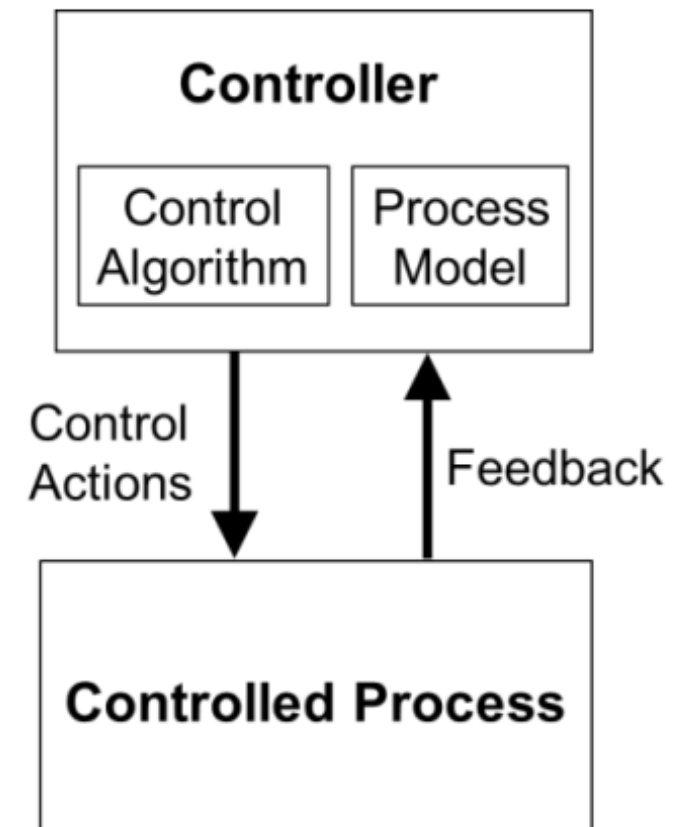 Controller
Control
Algorithm
Process
Model
Control
Actions
Feedback
Controlled Process